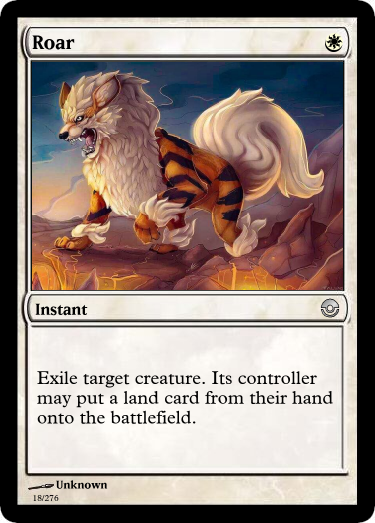 Roar
Instant
Exile target creature. Its controller
may put a land card from their hand
onto the battlefield.
Unknown
18/276